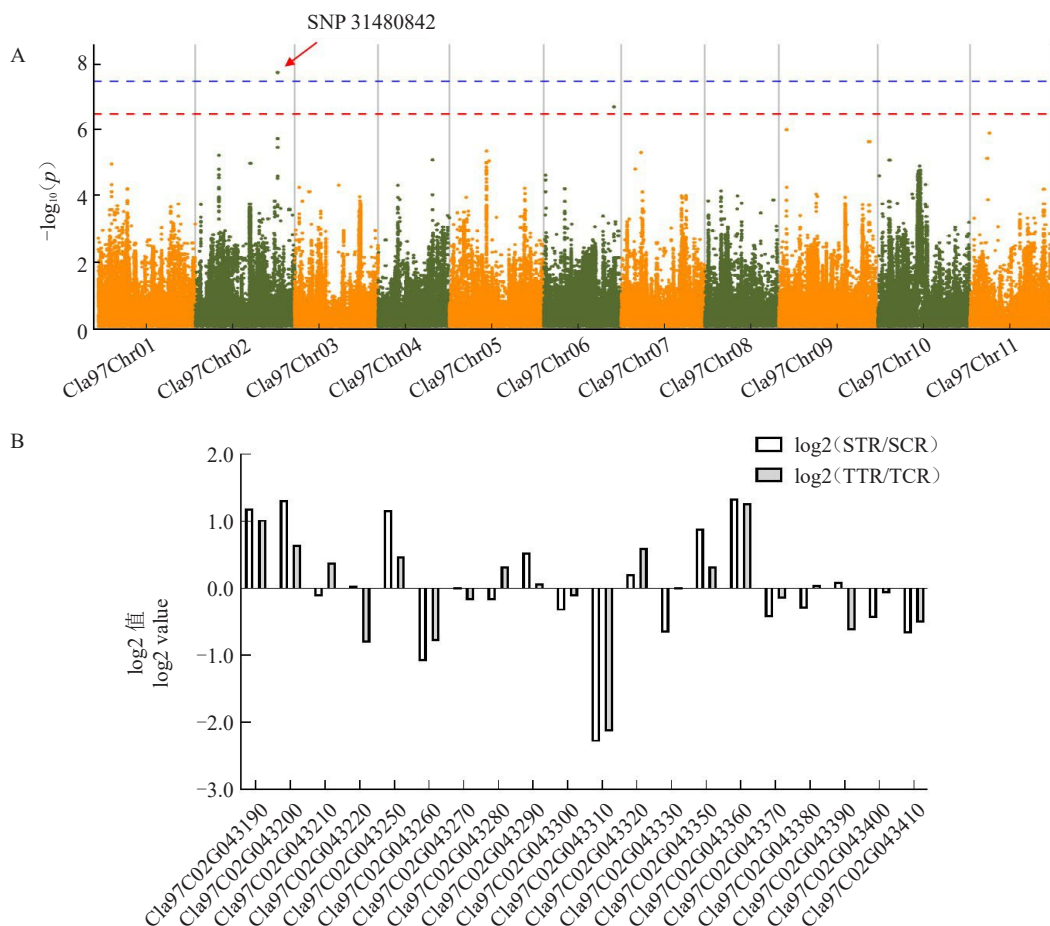 SNP 31480842
A
8
6
4
2
0
−log₁₀(p)
Cla97Chr01
Cla97Chr02
Cla97Chr03
Cla97Chr04
Cla97Chr05
Cla97Chr06
Cla97Chr07
Cla97Chr08
Cla97Chr09
Cla97Chr10
Cla97Chr11
B
log2(STR/SCR)
log2(TTR/TCR)
2.0
1.0
0.0
−1.0
−2.0
−3.0
log2 值
log2 value
Cla97C02G043190
Cla97C02G043200
Cla97C02G043210
Cla97C02G043220
Cla97C02G043250
Cla97C02G043260
Cla97C02G043270
Cla97C02G043280
Cla97C02G043290
Cla97C02G043300
Cla97C02G043310
Cla97C02G043320
Cla97C02G043330
Cla97C02G043350
Cla97C02G043360
Cla97C02G043370
Cla97C02G043380
Cla97C02G043390
Cla97C02G043400
Cla97C02G043410